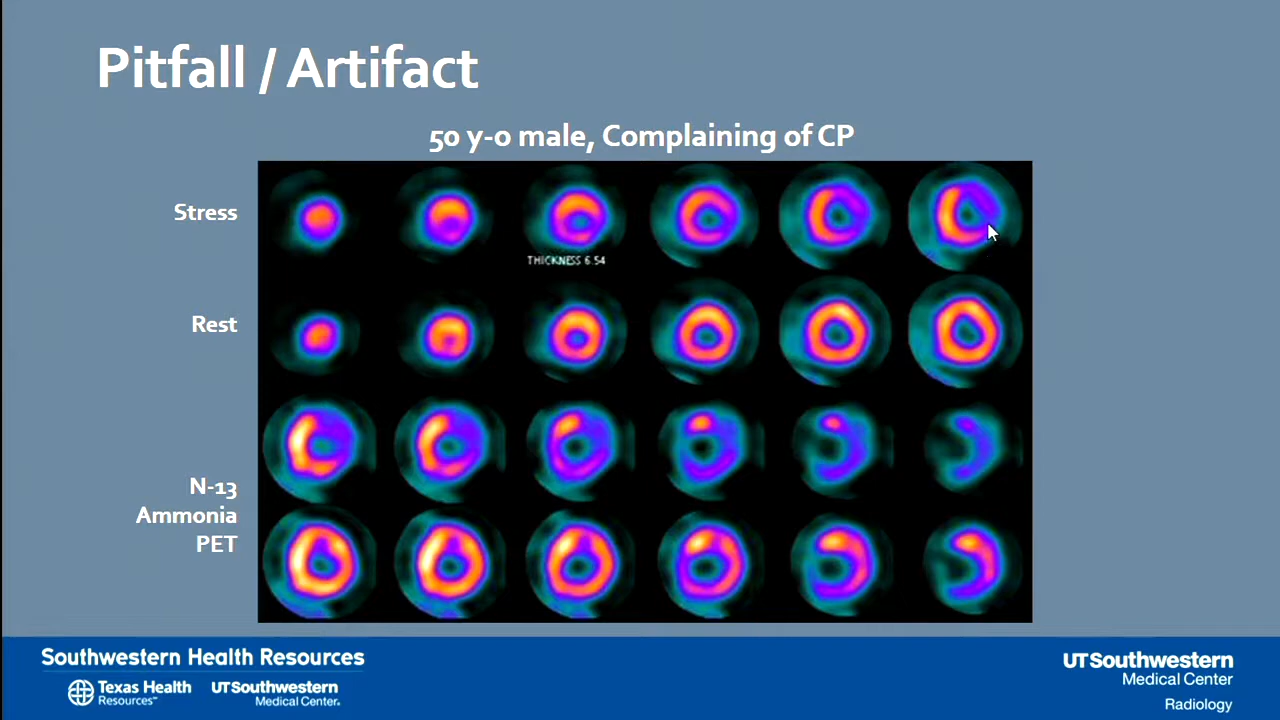 Pitfall / Artifact
50 y-o male, Complaining of CP
Stress
THICKNESS 6.54
Rest
N-13
Ammonia
PET
Southwestern Health Resources
Texas Health
Resources℠
UTSouthwestern
Medical Center.
UTSouthwestern
Medical Center
Radiology